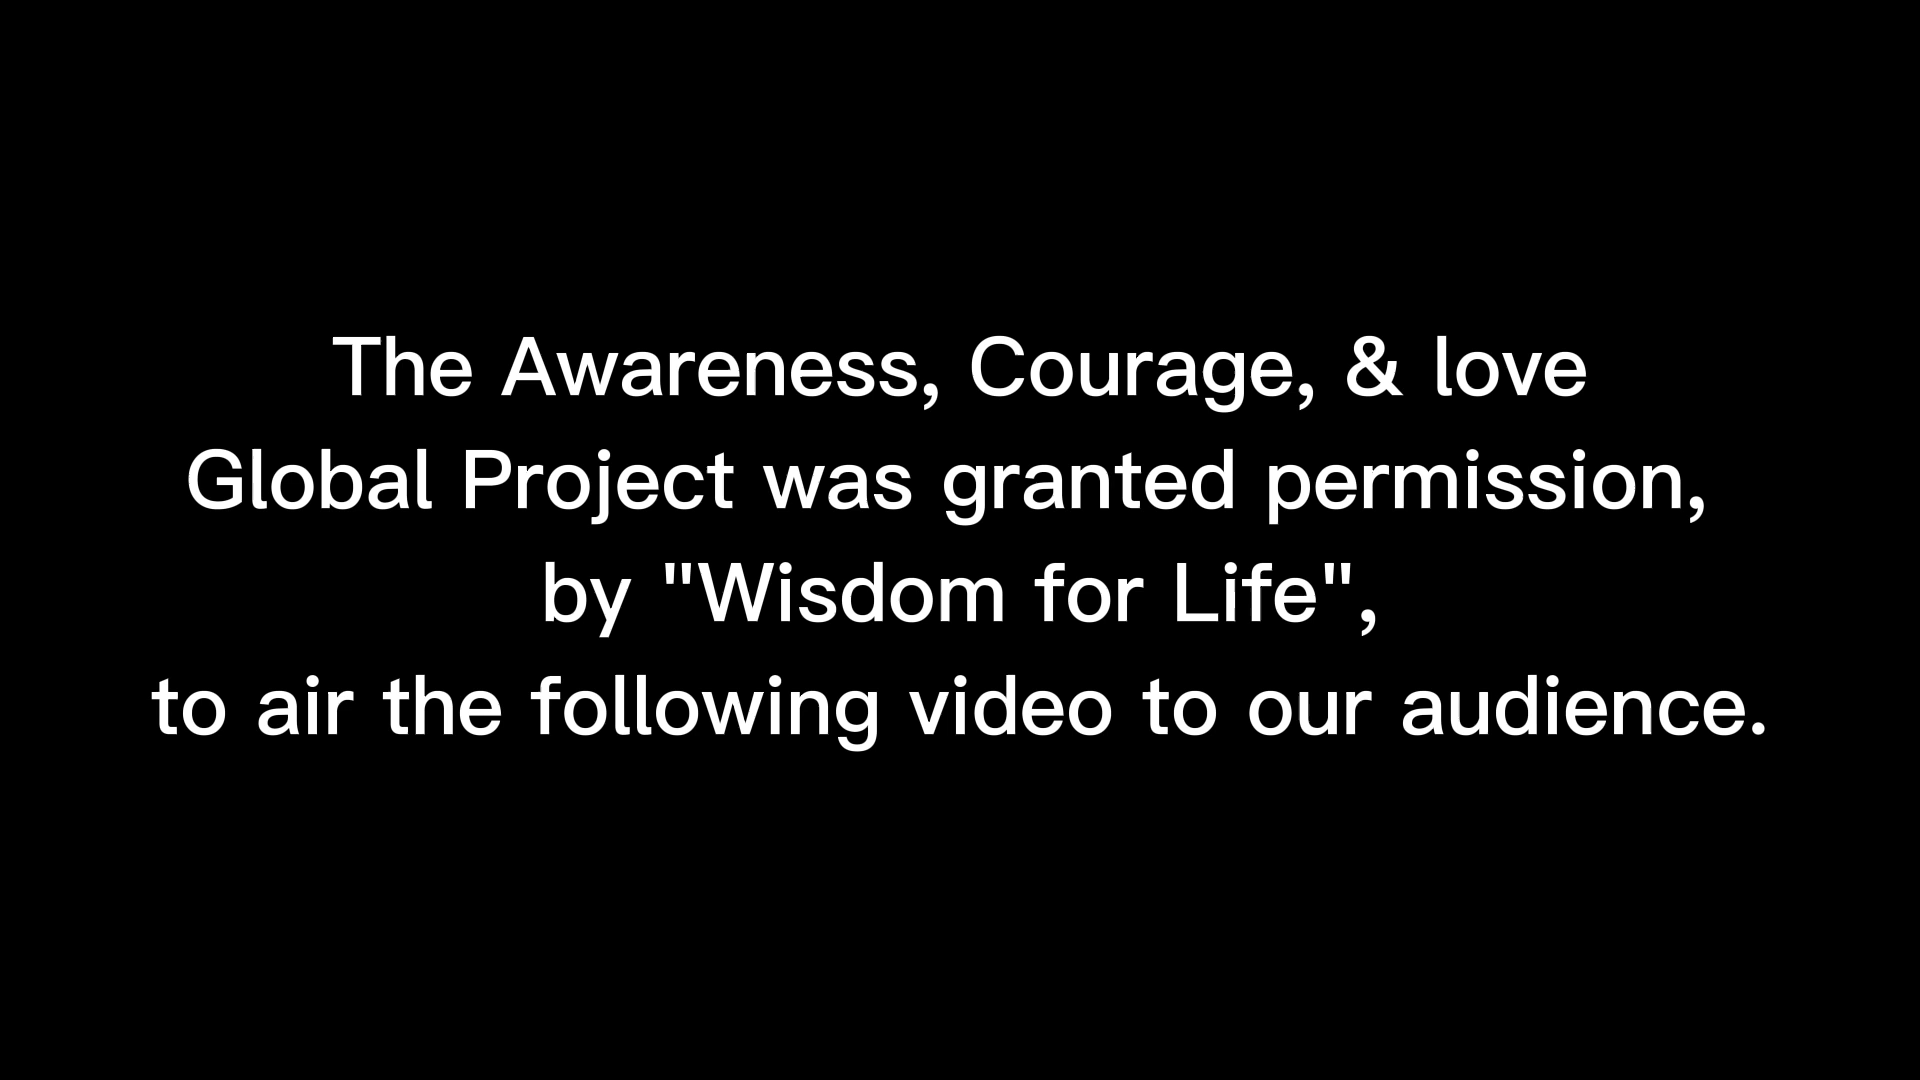 The Awareness, Courage, & love
Global Project was granted permission,
by "Wisdom for Life",
to air the following video to our audience.